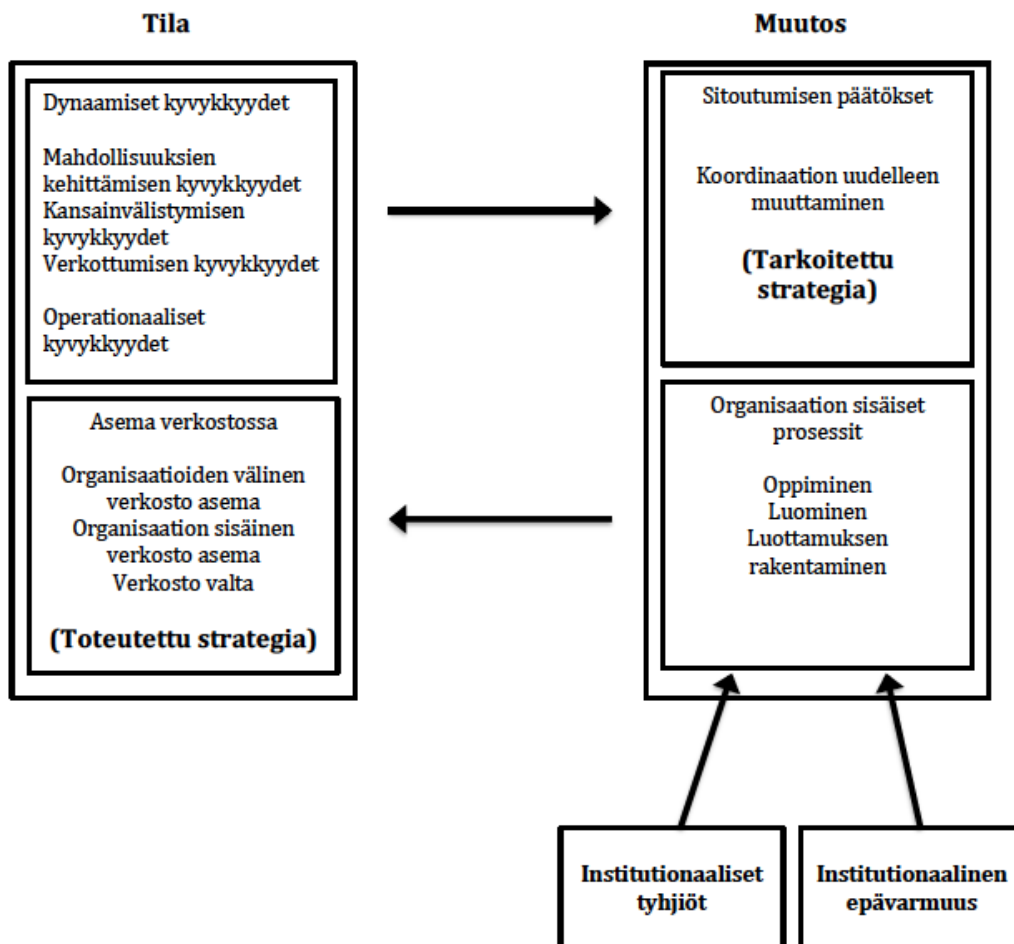 Tila
Dynaamiset kyvykkyydet
Mahdollisuuksien
kehittämisen kyvykkyydet
Kansainvälistymisen
kyvykkyydet
Verkottumisen kyvykkyydet
Operationaaliset
kyvykkyydet
Asema verkostossa
Organisaatioiden välinen
verkosto asema
Organisaation sisäinen
verkosto asema
Verkosto valta
(Toteutettu strategia)
Muutos
Sitoutumisen päätökset
Koordinaation uudelleen
muuttaminen
(Tarkoitettu
strategia)
Organisaation sisäiset
prosessit
Oppiminen
Luominen
Luottamuksen
rakentaminen
Institutionaaliset
tyhjiöt
Institutionaalinen
epävarmuus